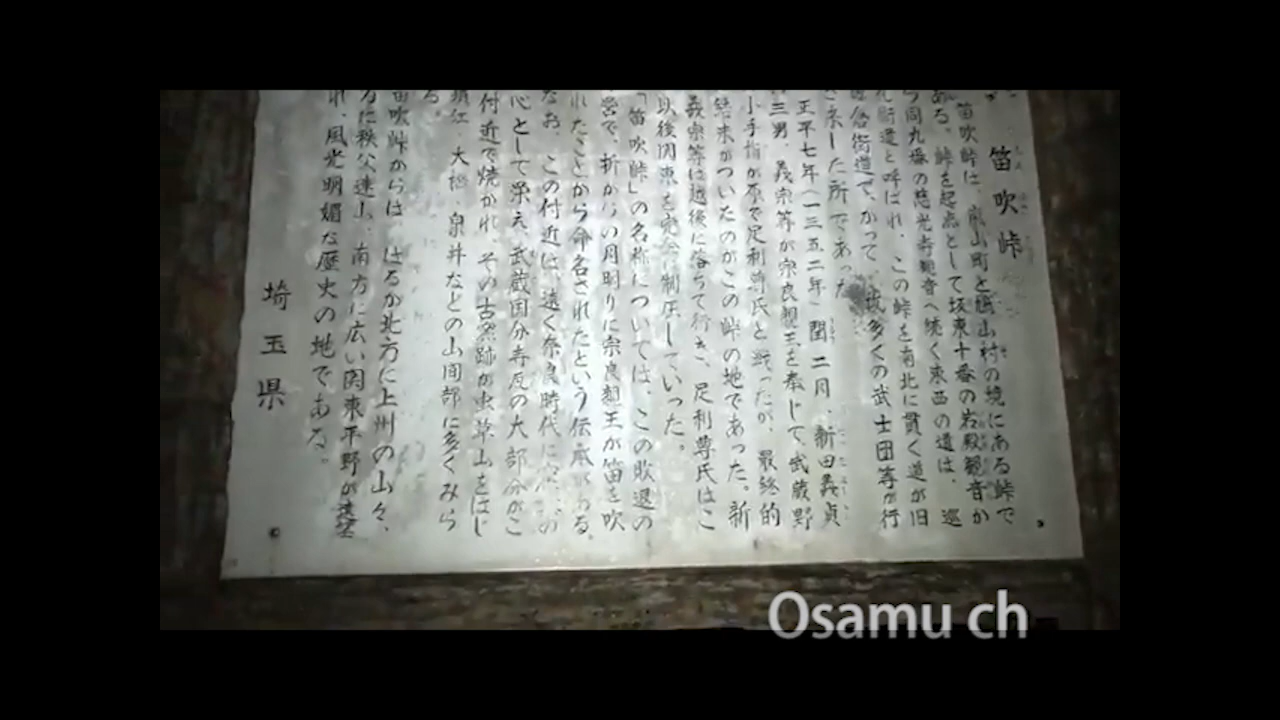 笛吹峠
笛吹峠は、嵐山町と鳩山村の境にある峠で
ある。峠を起点として坂東十番の岩殿観音か
ら同九番の慈光寺観音へ続く東西の道は、巡
礼街道と呼ばれ、この峠を南北に貫く道が旧
鎌倉街道で、かつて 数多くの武士団等が行
き来した所であった
正平七年(一三五二年)閏二月、新田義貞
三男、義宗等が宗良親王を奉じて、武蔵野
小手指が原で足利尊氏と戦ったが、最終的
結末がついたのがこの峠の地であった。新
義宗等は越後に落ちて行き、足利尊氏はこ
以後関東を完全 制圧していった。
「笛吹峠」の名称については、この敗退の
営で、折からの月明りに宗良親王が笛を吹
れたことから命名されたという伝承がある。
なお、この付近は、遠く奈良時代に の
心として栄え、武蔵国分寺瓦の大部分がこ
付近で焼かれ、その古窯跡が虫草山をはじ
須江、大橋、泉井などの山間部に多くみら
る。
笛吹峠からは、はるか北方に上州の山々、
方に秩父連山、南方に広い関東平野が遠望
れ、風光明媚な歴史の地である。
埼玉県
Osamu ch